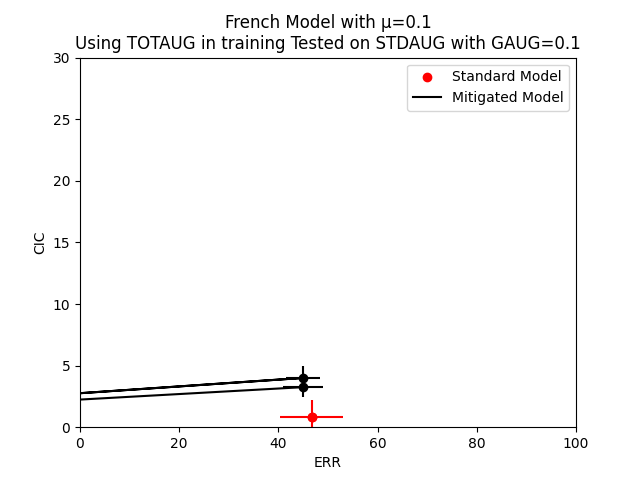 French Model with μ=0.1
Using TOTAUG in training Tested on STDAUG with GAUG=0.1
Standard Model
Mitigated Model
30
25
20
15
10
5
0
CIC
0 20 40 60 80 100
ERR